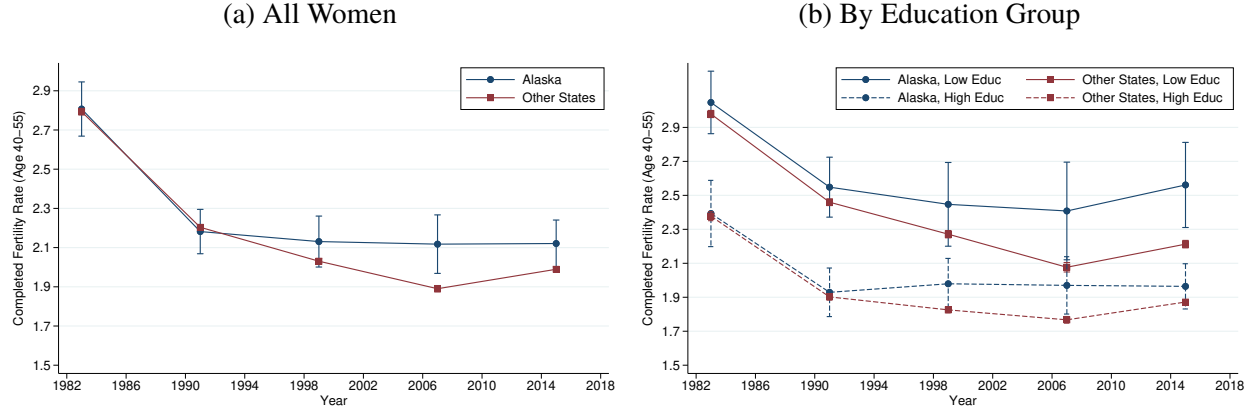 (a) All Women
Completed Fertility Rate (Age 40−55)
2.9
2.7
2.5
2.3
2.1
1.9
1.7
1.5
Alaska
Other States
1982 1986 1990 1994 1998 2002 2006 2010 2014 2018
Year
(b) By Education Group
Completed Fertility Rate (Age 40−55)
2.9
2.7
2.5
2.3
2.1
1.9
1.7
1.5
Alaska, Low Educ Other States, Low Educ
Alaska, High Educ Other States, High Educ
1982 1986 1990 1994 1998 2002 2006 2010 2014 2018
Year